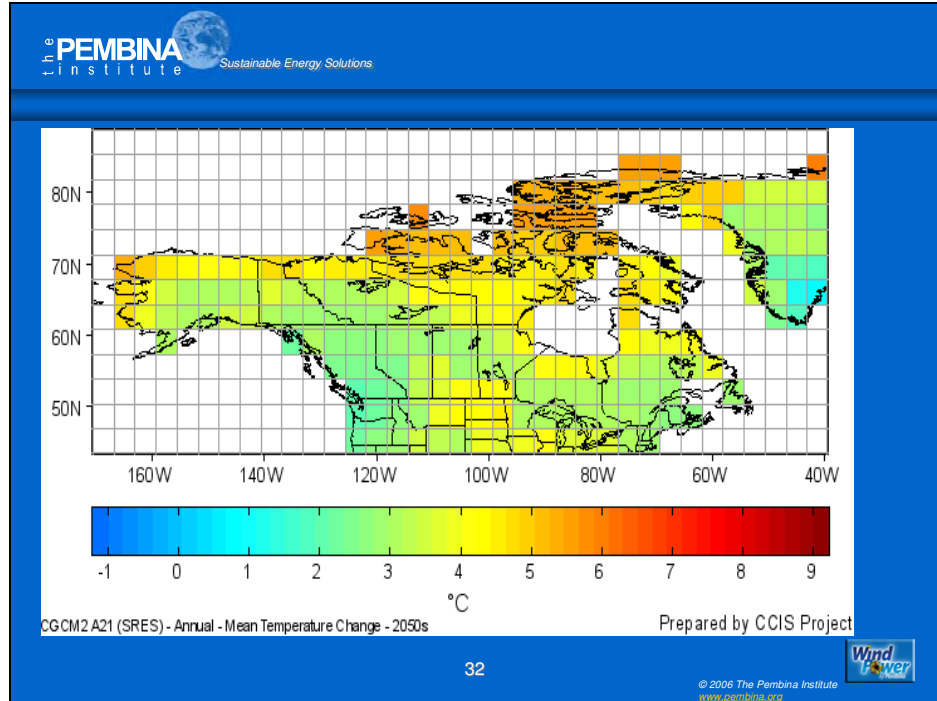 the PEMBINA
institute
Sustainable Energy Solutions
80N
70N
60N
50N
160W 140W 120W 100W 80W 60W 40W
-1 0 1 2 3 4 5 6 7 8 9
°C
CGCM2 A21 (SRES) - Annual - Mean Temperature Change - 2050s
Prepared by CCIS Project
32
Wind
Power
© 2006 The Pembina Institute
www.pembina.org